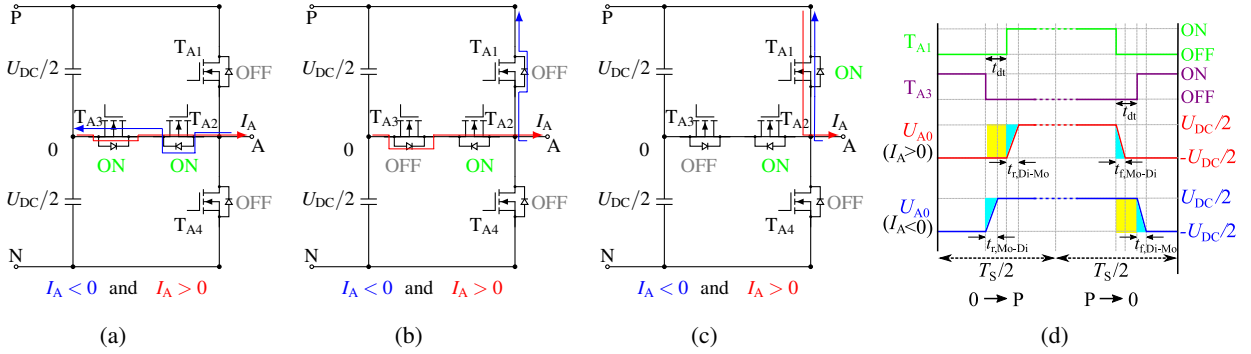 P
T_A1
OFF
U_DC/2
T_A3
T_A2
I_A
0
A
ON
ON
U_DC/2
OFF
T_A4
N
I_A < 0 and I_A > 0
(a)
P
T_A1
OFF
U_DC/2
T_A3
T_A2
I_A
0
A
OFF
ON
U_DC/2
OFF
T_A4
N
I_A < 0 and I_A > 0
(b)
P
T_A1
ON
U_DC/2
T_A3
T_A2
I_A
0
A
OFF
ON
U_DC/2
OFF
T_A4
N
I_A < 0 and I_A > 0
(c)
T_A1
ON
OFF
t_dt
T_A3
ON
OFF
t_dt
U_A0
(I_A>0)
U_DC/2
-U_DC/2
t_r,Di-Mo
t_f,Mo-Di
U_A0
(I_A<0)
U_DC/2
-U_DC/2
t_r,Mo-Di
t_f,Di-Mo
T_S/2
T_S/2
0 → P
P → 0
(d)